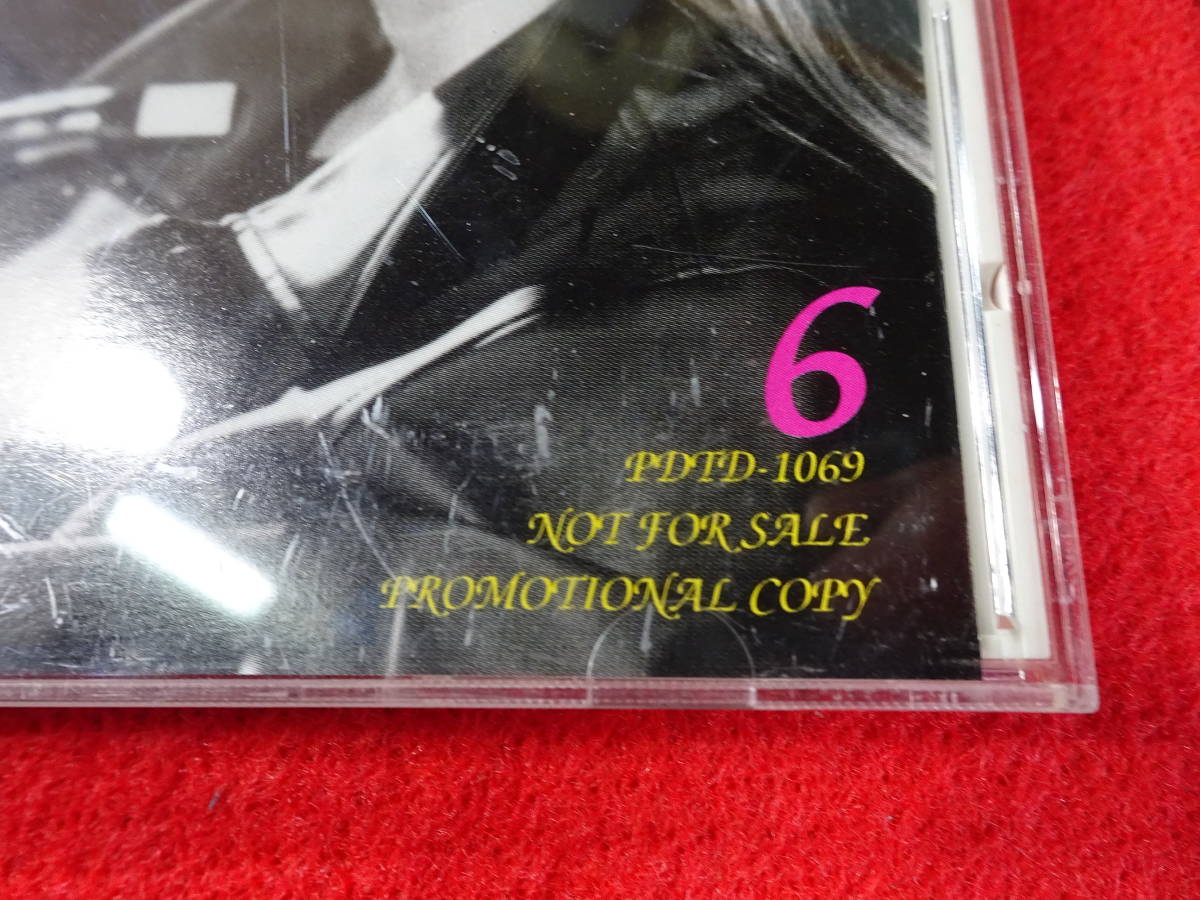 6
PDTD-1069
NOT FOR SALE
PROMOTIONAL COPY